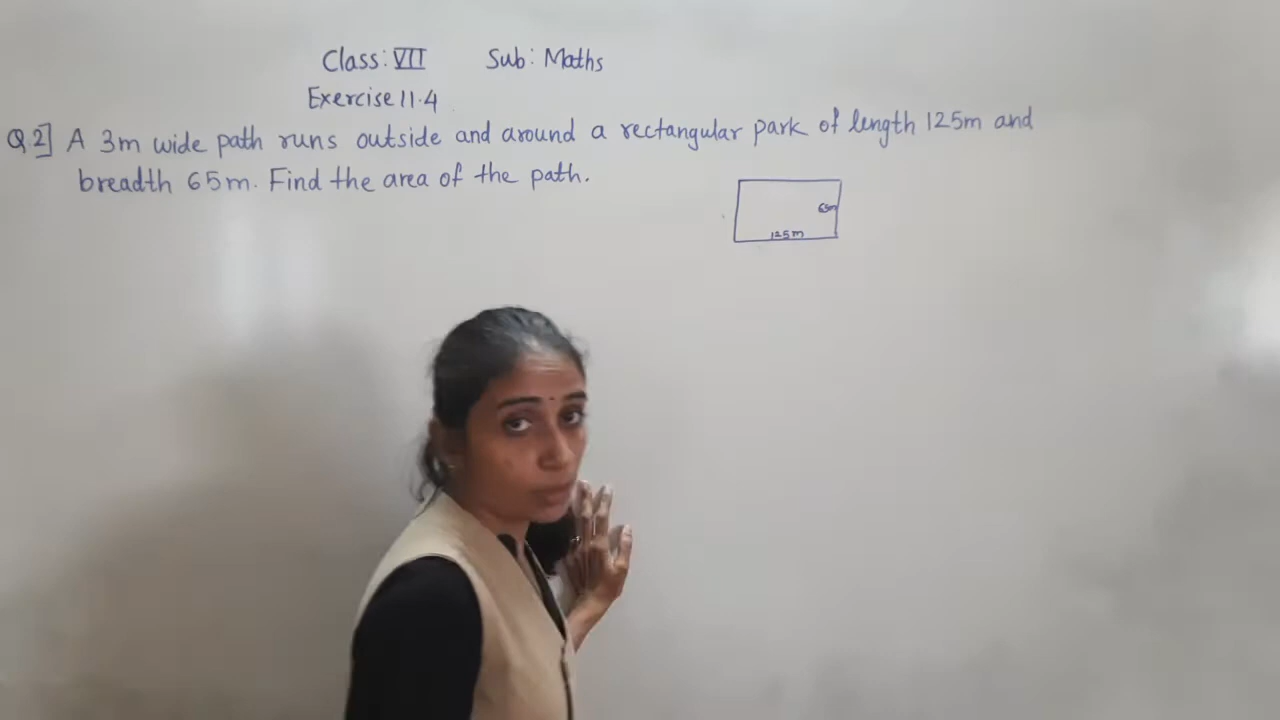 Class: VII Sub: Maths
Exercise 11.4
Q.2] A 3m wide path runs outside and around a rectangular park of length 125m and
breadth 65m. Find the area of the path.
65m
125m